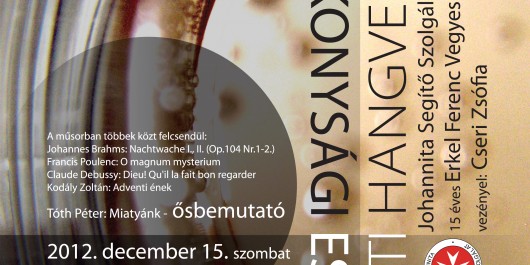 A műsorban többek közt felcsendül:
Johannes Brahms: Nachtwache I., II. (Op.104 Nr.1-2.)
Francis Poulenc: O magnum mysterium
Claude Debussy: Dieu! Qu'il la fait bon regarder
Kodály Zoltán: Adventi ének
Tóth Péter: Miatyánk - ősbemutató
2012. december 15. szombat
KONYSÁGI ES
TI HANGVE
Johannita Segítő Szolgál
15 éves Erkel Ferenc Vegyes
vezényel: Cseri Zsófia